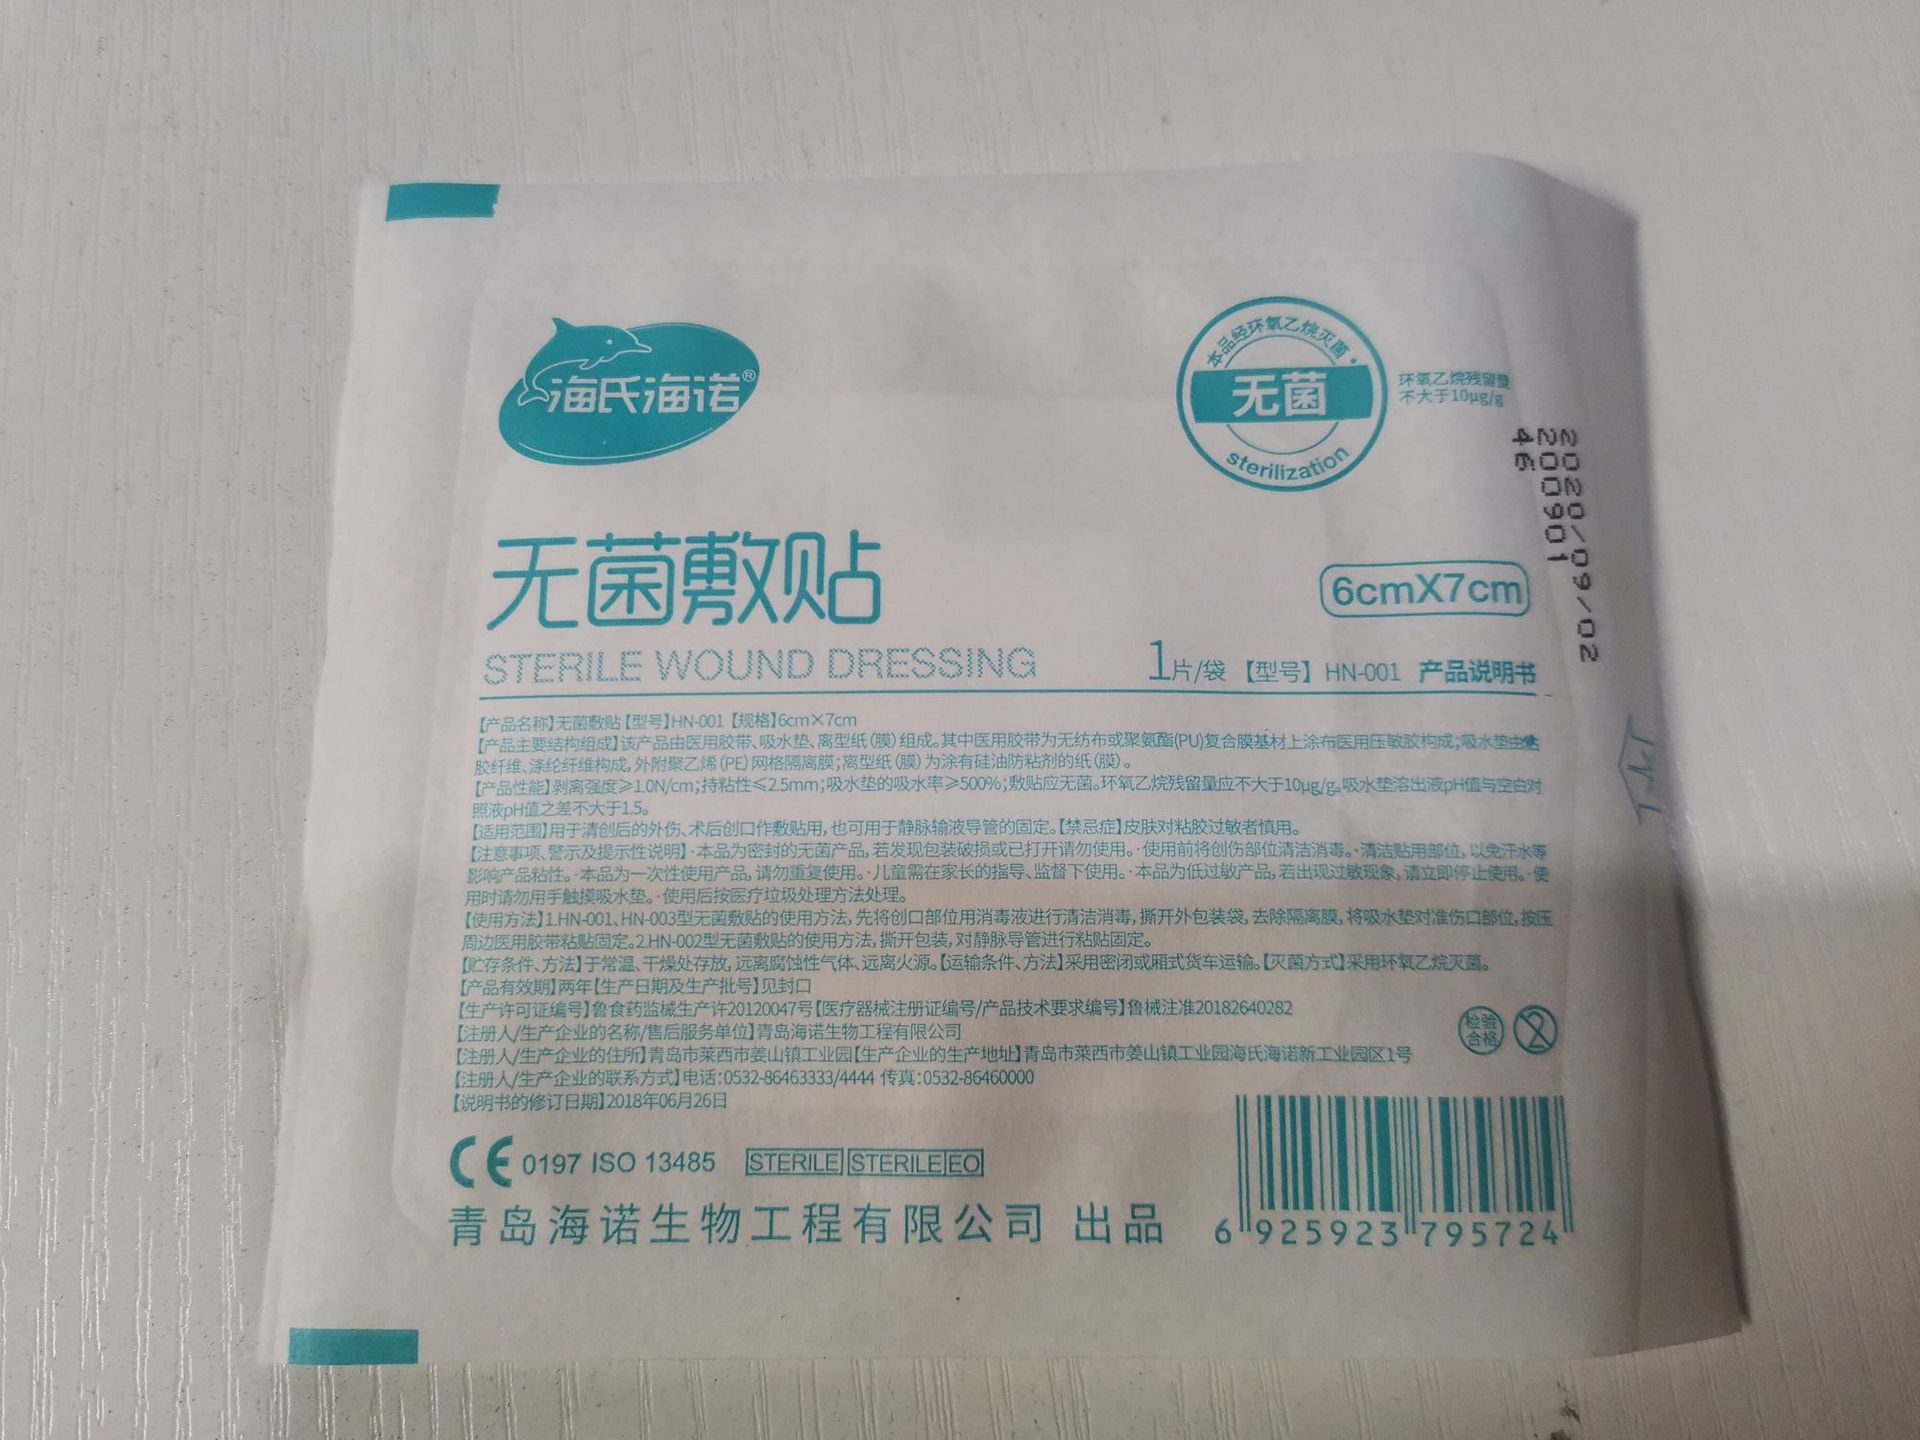 海氏海诺®
本品经环氧乙烷灭菌
无菌
sterilization
环氧乙烷残留量
不大于10μg/g
2020/09/02
200901
46
无菌敷贴
6cmX7cm
STERILE WOUND DRESSING
1片/袋 【型号】 HN-001 产品说明书
【产品名称】无菌敷贴【型号】HN-001【规格】6cm×7cm
【产品主要结构组成】该产品由医用胶带、吸水垫、离型纸(膜)组成。其中医用胶带为无纺布或聚氨酯(PU)复合膜基材上涂布医用压敏胶构成;吸水垫由粘
胶纤维、涤纶纤维构成,外附聚乙烯(PE)网格隔离膜;离型纸(膜)为涂有硅油防粘剂的纸(膜)。
【产品性能】剥离强度≥1.0N/cm;持粘性≤2.5mm;吸水垫的吸水率≥500%;敷贴应无菌。环氧乙烷残留量应不大于10μg/g。吸水垫溶出液pH值与空白对
照液pH值之差不大于1.5。
【适用范围】用于清创后的外伤、术后创口作敷贴用,也可用于静脉输液导管的固定。【禁忌症】皮肤对粘胶过敏者慎用。
【注意事项、警示及提示性说明】·本品为密封的无菌产品,若发现包装破损或已打开请勿使用。·使用前将创伤部位清洁消毒。·清洁贴用部位,以免汗水等
影响产品粘性。·本品为一次性使用产品,请勿重复使用。·儿童需在家长的指导、监督下使用。·本品为低过敏产品,若出现过敏现象,请立即停止使用。·使
用时请勿用手触摸吸水垫。·使用后按医疗垃圾处理方法处理。
【使用方法】1.HN-001、HN-003型无菌敷贴的使用方法,先将创口部位用消毒液进行清洁消毒,撕开外包装袋,去除隔离膜,将吸水垫对准伤口部位,按压
周边医用胶带粘贴固定。2.HN-002型无菌敷贴的使用方法,撕开包装,对静脉导管进行粘贴固定。
【贮存条件、方法】于常温、干燥处存放,远离腐蚀性气体、远离火源。【运输条件、方法】采用密闭或厢式货车运输。【灭菌方式】采用环氧乙烷灭菌。
【产品有效期】两年【生产日期及生产批号】见封口
【生产许可证编号】鲁食药监械生产许20120047号【医疗器械注册证编号/产品技术要求编号】鲁械注准20182640282
【注册人/生产企业的名称/售后服务单位】青岛海诺生物工程有限公司
【注册人/生产企业的住所】青岛市莱西市姜山镇工业园【生产企业的生产地址】青岛市莱西市姜山镇工业园海氏海诺新工业园区1号
【注册人/生产企业的联系方式】电话:0532-86463333/4444 传真:0532-86460000
【说明书的修订日期】2018年06月26日
检验
合格
2
CE 0197 ISO 13485 STERILE STERILE EO
青岛海诺生物工程有限公司 出品
6 925923 795724